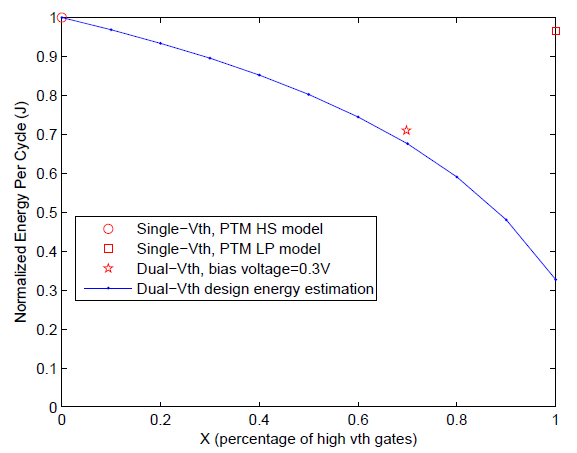 1
0.9
0.8
0.7
0.6
0.5
0.4
0.3
0.2
0.1
0
Normalized Energy Per Cycle (J)
Single−Vth, PTM HS model
Single−Vth, PTM LP model
Dual−Vth, bias voltage=0.3V
Dual−Vth design energy estimation
0 0.2 0.4 0.6 0.8 1
X (percentage of high vth gates)